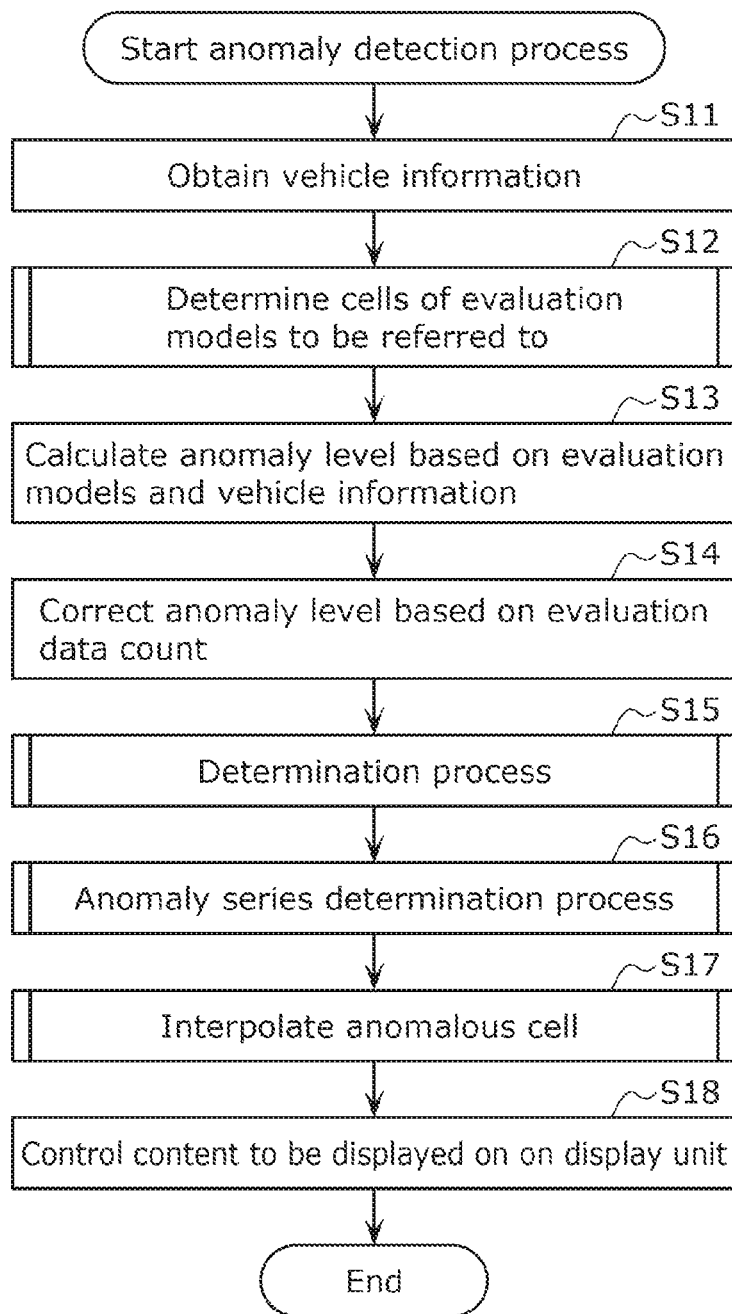 Start anomaly detection process
S11
Obtain vehicle information
S12
Determine cells of evaluation
models to be referred to
S13
Calculate anomaly level based on evaluation
models and vehicle information
S14
Correct anomaly level based on evaluation
data count
S15
Determination process
S16
Anomaly series determination process
S17
Interpolate anomalous cell
S18
Control content to be displayed on on display unit
End